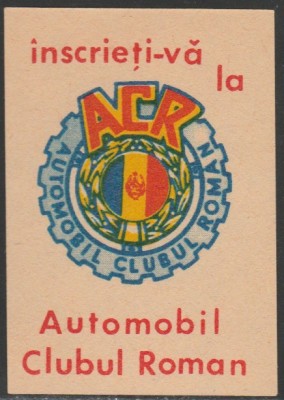 înscrieți-vă
la
ACR
AUTOMOBIL CLUBUL ROMAN
Automobil
Clubul Roman